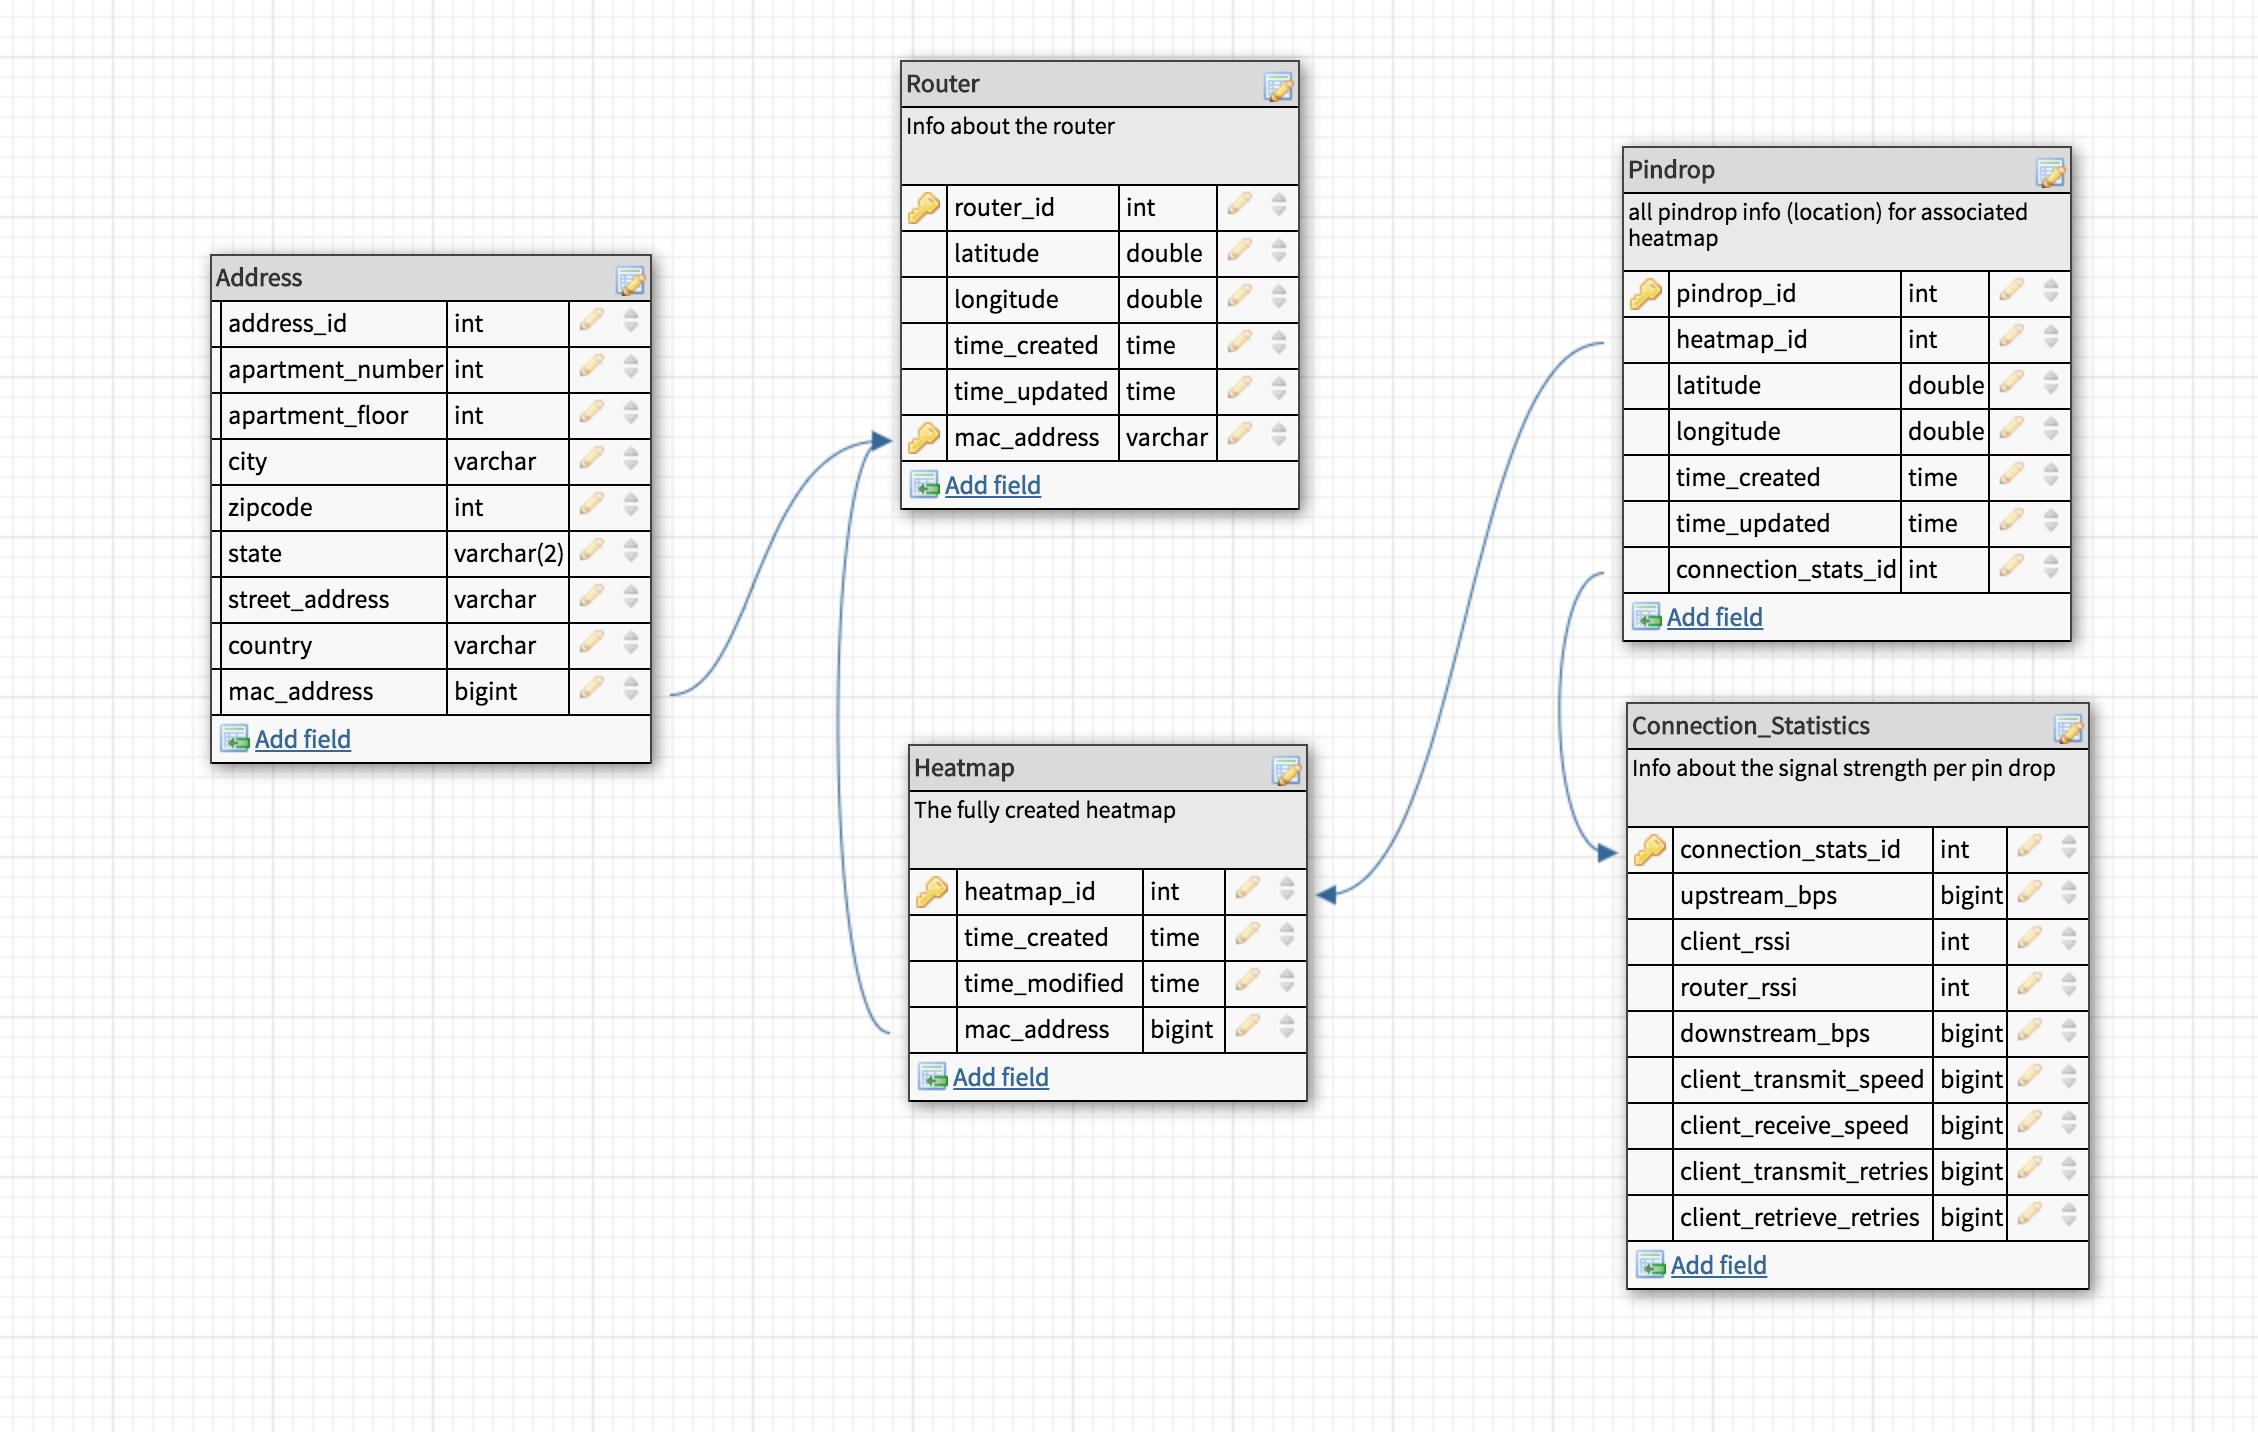 Address
address_id int
apartment_number int
apartment_floor int
city varchar
zipcode int
state varchar(2)
street_address varchar
country varchar
mac_address bigint
Add field
Router
Info about the router
router_id int
latitude double
longitude double
time_created time
time_updated time
mac_address varchar
Add field
Heatmap
The fully created heatmap
heatmap_id int
time_created time
time_modified time
mac_address bigint
Add field
Pindrop
all pindrop info (location) for associated
heatmap
pindrop_id int
heatmap_id int
latitude double
longitude double
time_created time
time_updated time
connection_stats_id int
Add field
Connection_Statistics
Info about the signal strength per pin drop
connection_stats_id int
upstream_bps bigint
client_rssi int
router_rssi int
downstream_bps bigint
client_transmit_speed bigint
client_receive_speed bigint
client_transmit_retries bigint
client_retrieve_retries bigint
Add field